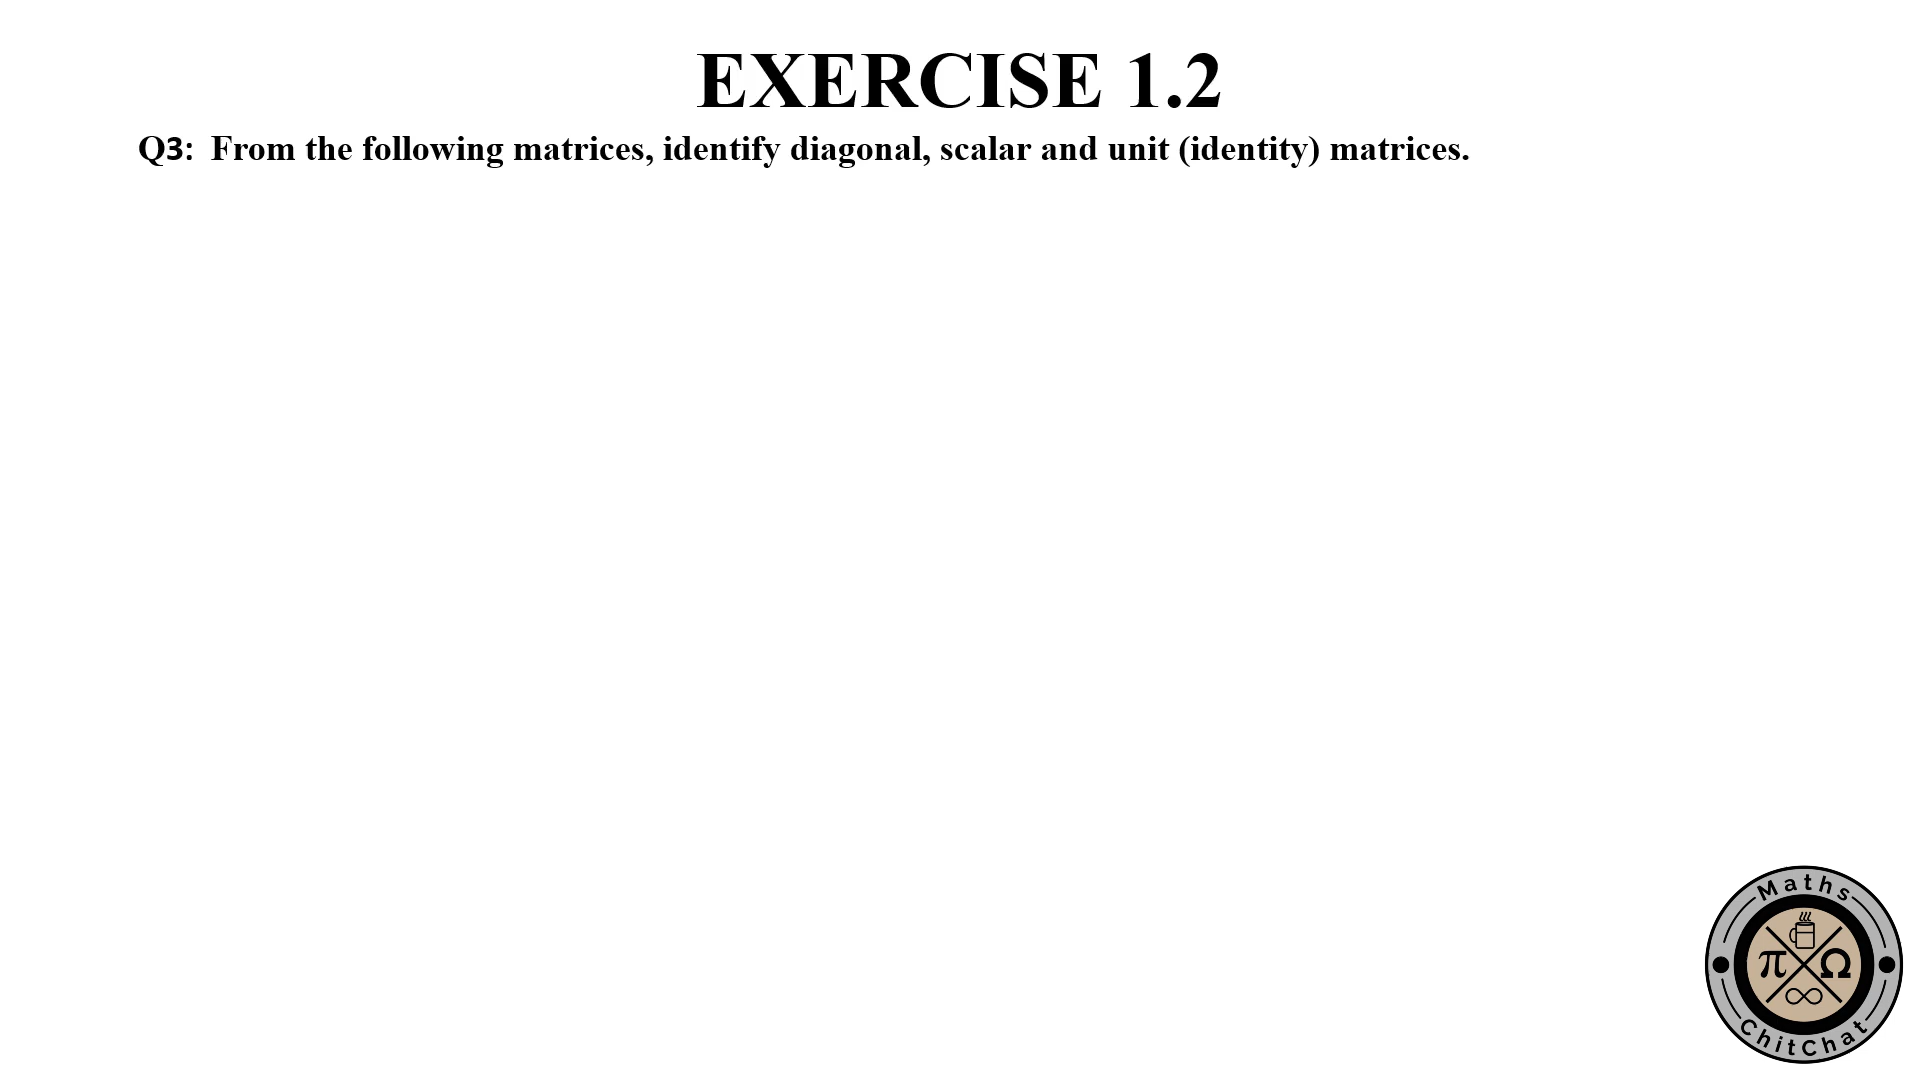 EXERCISE 1.2
Q3: From the following matrices, identify diagonal, scalar and unit (identity) matrices.
Maths
π Ω
∞
ChitChat